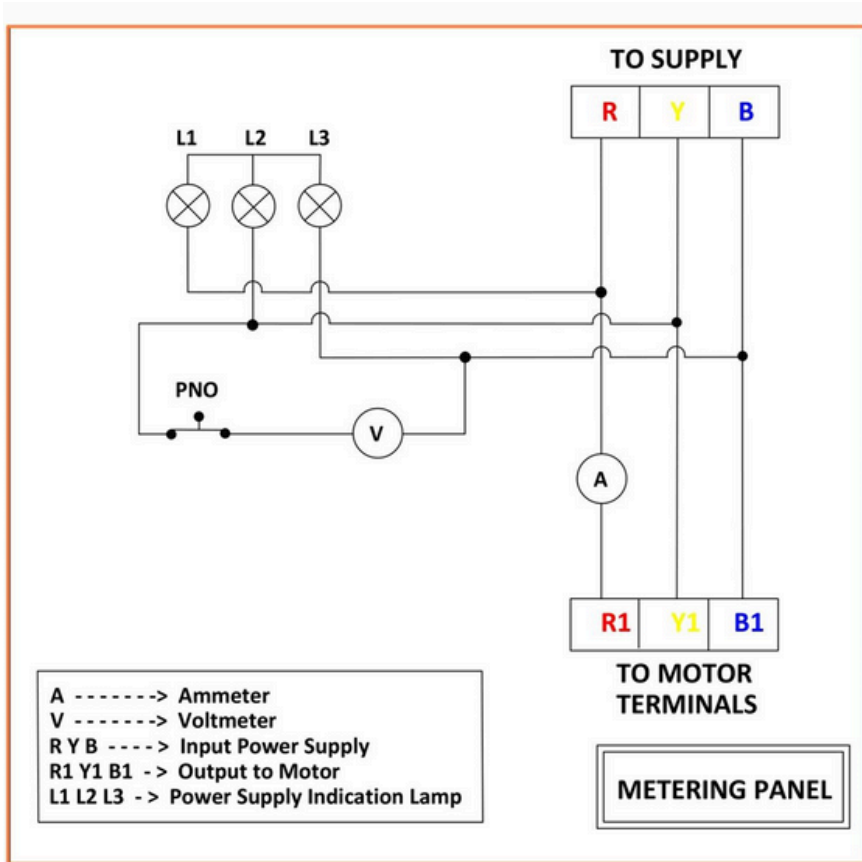 TO SUPPLY
R Y B
L1 L2 L3
PNO
V
A
R1 Y1 B1
TO MOTOR
TERMINALS
A -------> Ammeter
V -------> Voltmeter
R Y B ----> Input Power Supply
R1 Y1 B1 -> Output to Motor
L1 L2 L3 -> Power Supply Indication Lamp
METERING PANEL